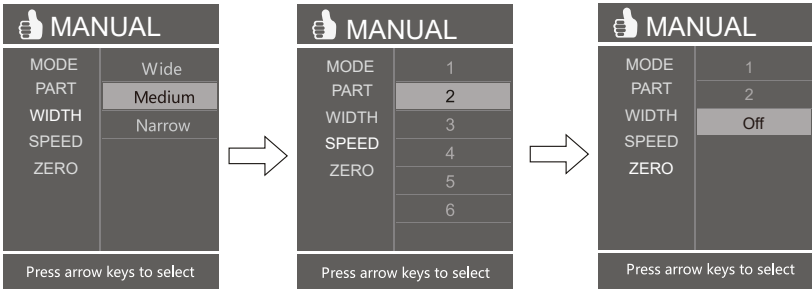 MANUAL
MODE
PART
WIDTH
SPEED
ZERO
Wide
Medium
Narrow
Press arrow keys to select
MANUAL
MODE
PART
WIDTH
SPEED
ZERO
1
2
3
4
5
6
Press arrow keys to select
MANUAL
MODE
PART
WIDTH
SPEED
ZERO
1
2
Off
Press arrow keys to select